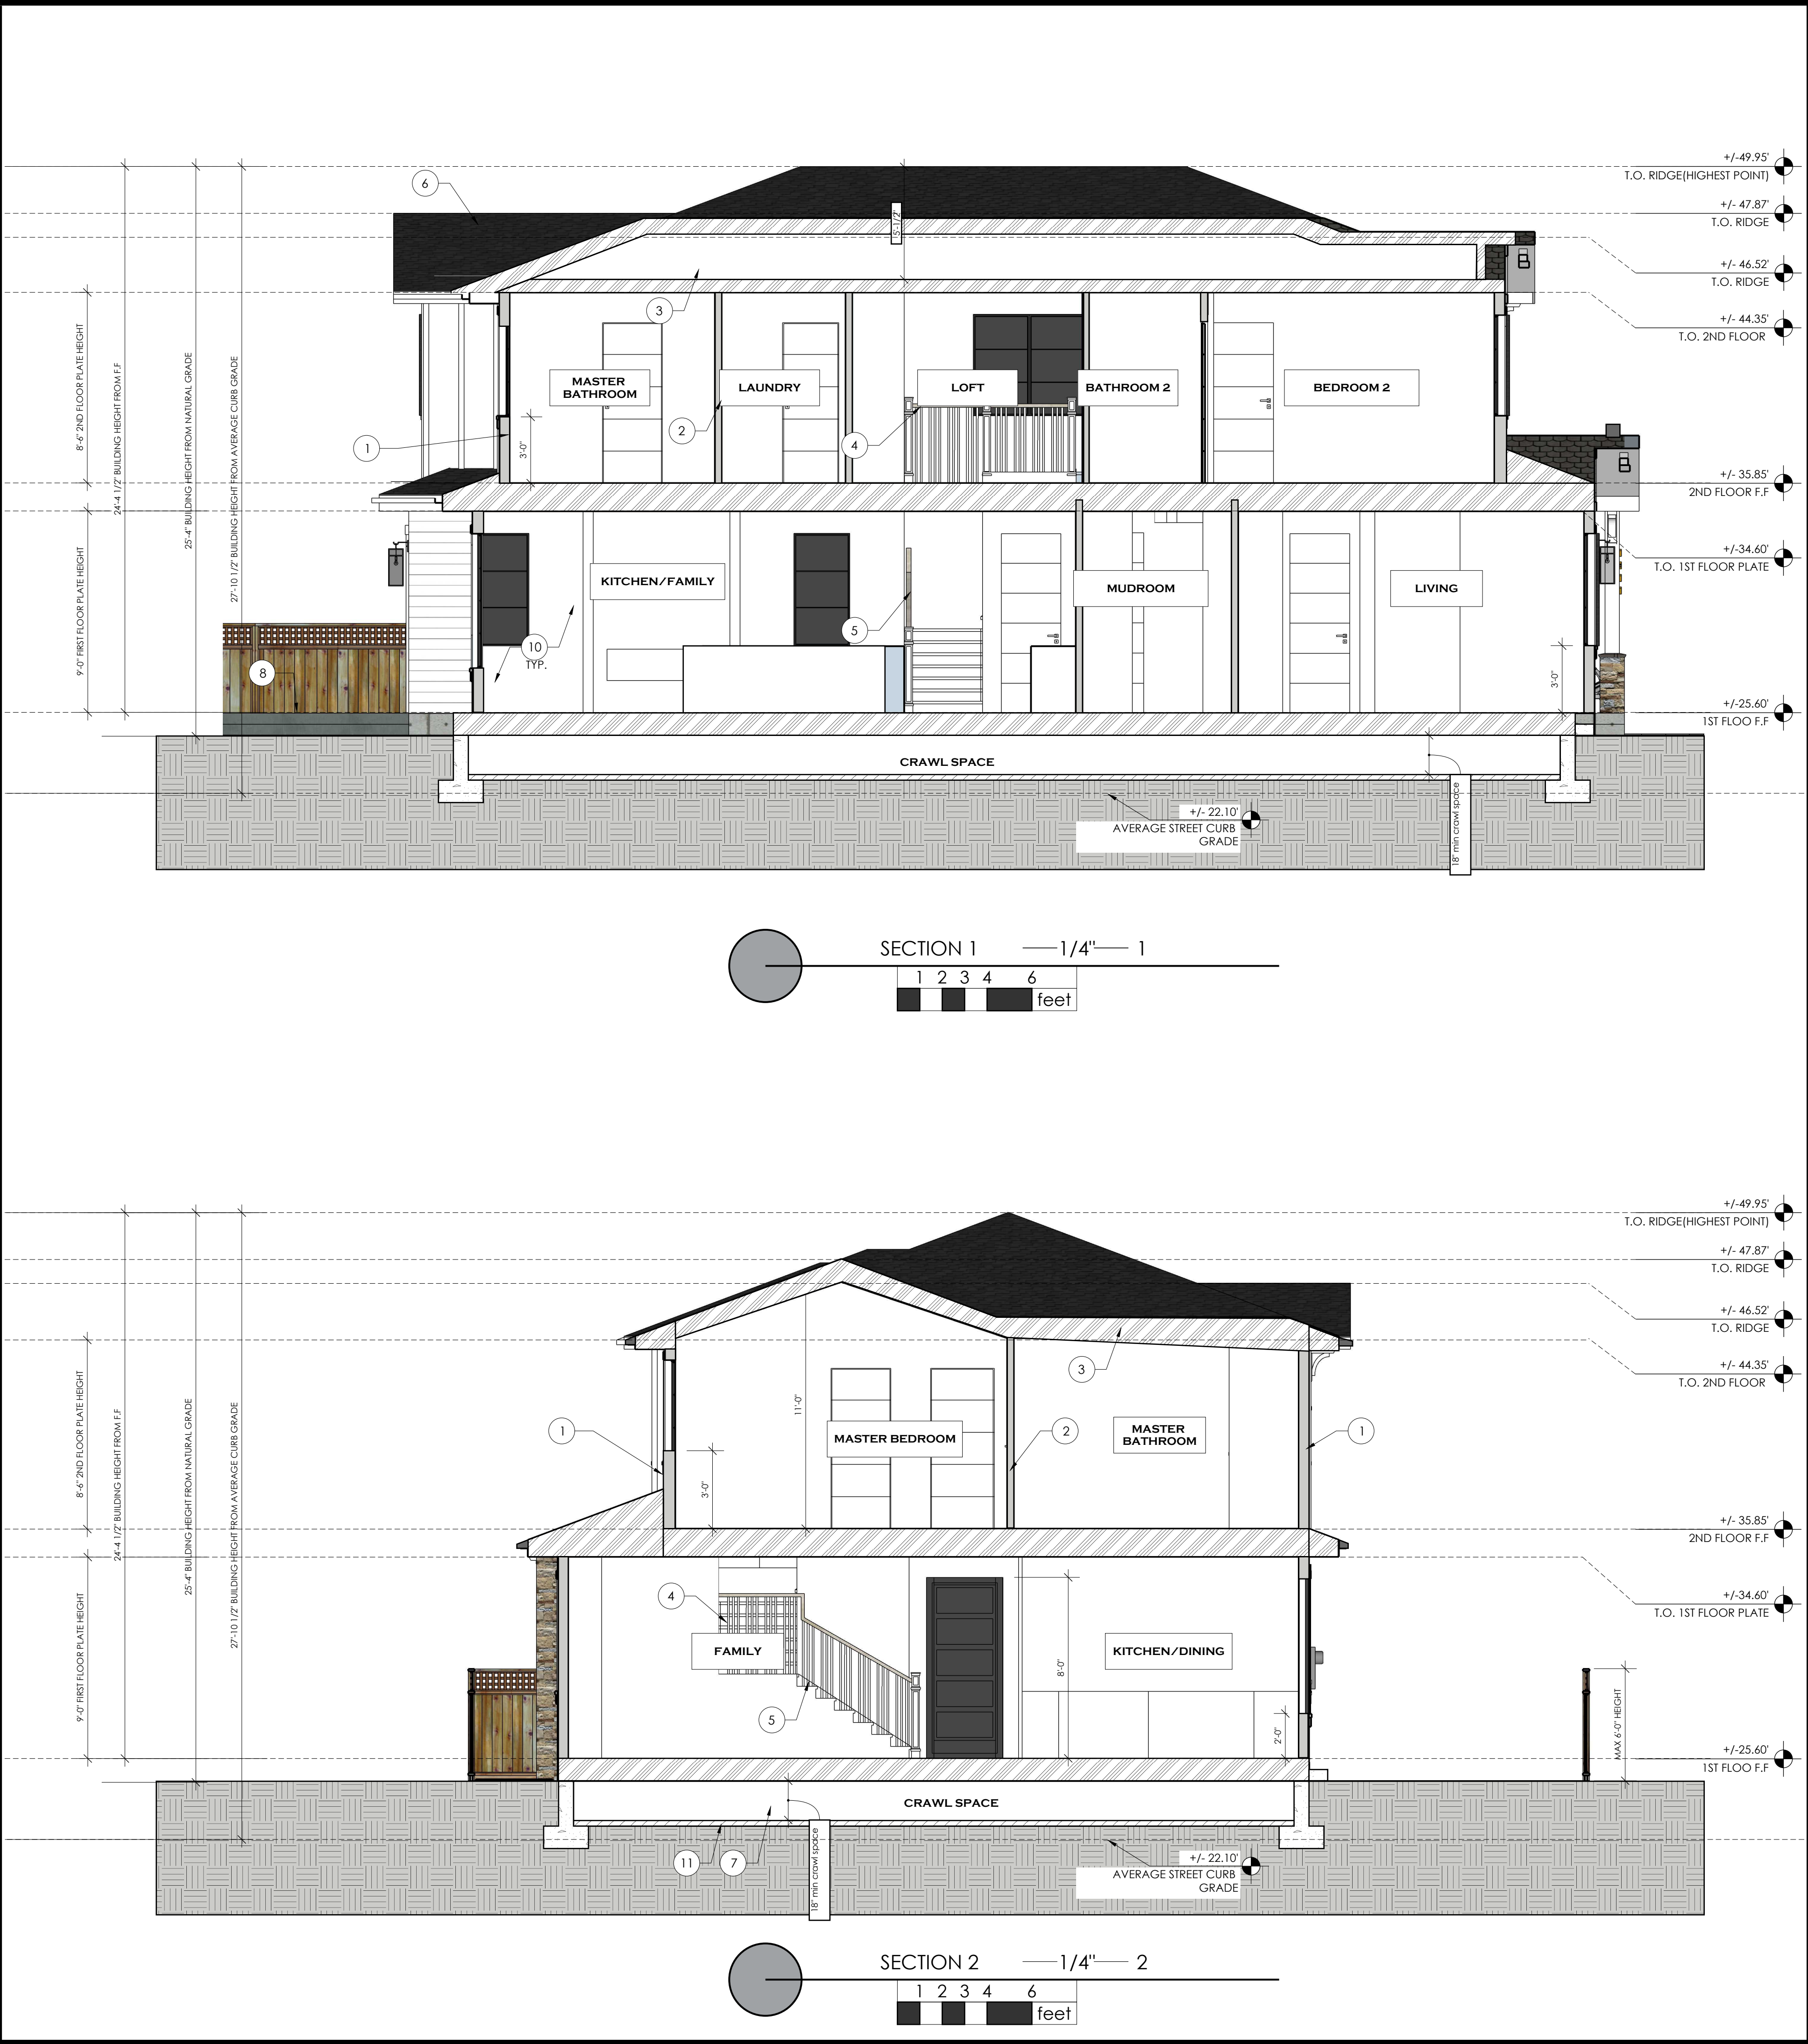 +/-49.95'
T.O. RIDGE(HIGHEST POINT)
6
+/- 47.87'
T.O. RIDGE
5'-1/2"
+/- 46.52'
T.O. RIDGE
3
+/- 44.35'
T.O. 2ND FLOOR
8'-6" 2ND FLOOR PLATE HEIGHT
24'-4 1/2" BUILDING HEIGHT FROM F.F
25'-4" BUILDING HEIGHT FROM NATURAL GRADE
27'-10 1/2" BUILDING HEIGHT FROM AVERAGE CURB GRADE
MASTER
BATHROOM
LAUNDRY
LOFT
BATHROOM 2
BEDROOM 2
1
3'-0"
2
4
+/- 35.85'
2ND FLOOR F.F
9'-0" FIRST FLOOR PLATE HEIGHT
+/-34.60'
T.O. 1ST FLOOR PLATE
KITCHEN/FAMILY
MUDROOM
LIVING
5
10
TYP.
8
3'-0"
+/-25.60'
1ST FLOO F.F
CRAWL SPACE
18" min crawl space
+/- 22.10'
AVERAGE STREET CURB
GRADE
SECTION 1 1/4" 1
1 2 3 4 6
feet
+/-49.95'
T.O. RIDGE(HIGHEST POINT)
+/- 47.87'
T.O. RIDGE
+/- 46.52'
T.O. RIDGE
3
+/- 44.35'
T.O. 2ND FLOOR
8'-6" 2ND FLOOR PLATE HEIGHT
24'-4 1/2" BUILDING HEIGHT FROM F.F
25'-4" BUILDING HEIGHT FROM NATURAL GRADE
27'-10 1/2" BUILDING HEIGHT FROM AVERAGE CURB GRADE
11'-0"
1
MASTER BEDROOM
2
MASTER
BATHROOM
1
3'-0"
+/- 35.85'
2ND FLOOR F.F
9'-0" FIRST FLOOR PLATE HEIGHT
4
+/-34.60'
T.O. 1ST FLOOR PLATE
FAMILY
8'-0"
KITCHEN/DINING
5
2'-0"
MAX 6'-0" HEIGHT
+/-25.60'
1ST FLOO F.F
CRAWL SPACE
11
7
18" min crawl space
+/- 22.10'
AVERAGE STREET CURB
GRADE
SECTION 2 1/4" 2
1 2 3 4 6
feet